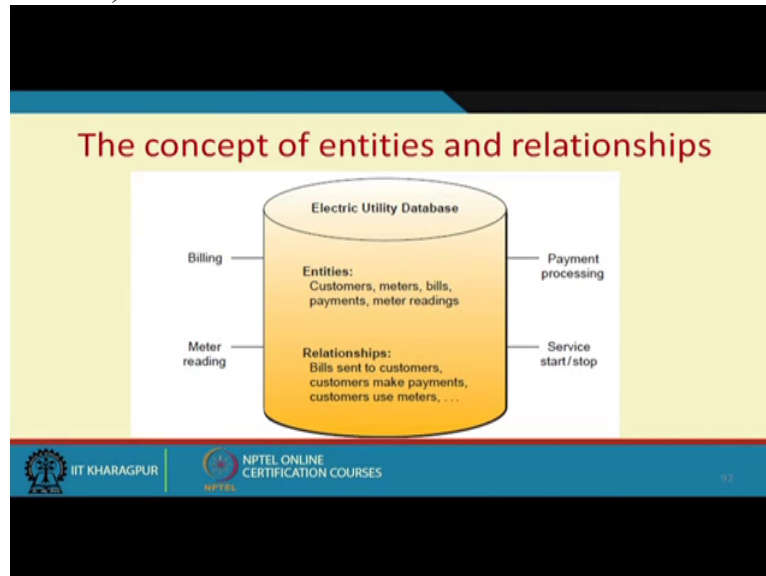 The concept of entities and relationships
Electric Utility Database
Billing
Payment
processing
Entities:
Customers, meters, bills,
payments, meter readings
Meter
reading
Service
start/stop
Relationships:
Bills sent to customers,
customers make payments,
customers use meters, . . .
IIT KHARAGPUR
NPTEL
NPTEL ONLINE
CERTIFICATION COURSES
92